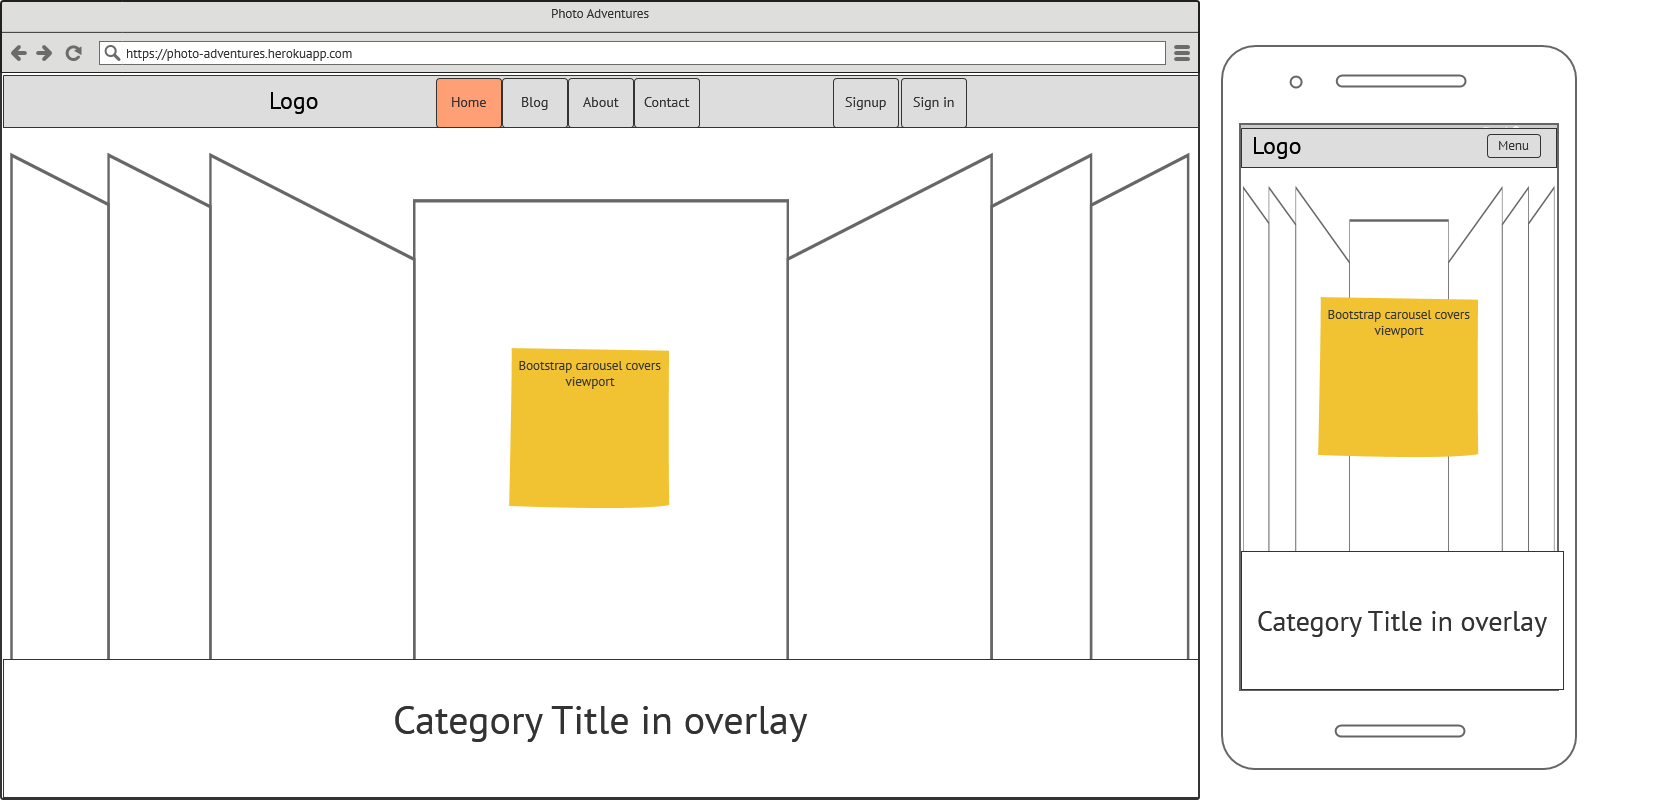 Photo Adventures
https://photo-adventures.herokuapp.com
Logo
Home
Blog
About
Contact
Signup
Sign in
Bootstrap carousel covers
viewport
Category Title in overlay
Logo
Menu
Bootstrap carousel covers
viewport
Category Title in overlay